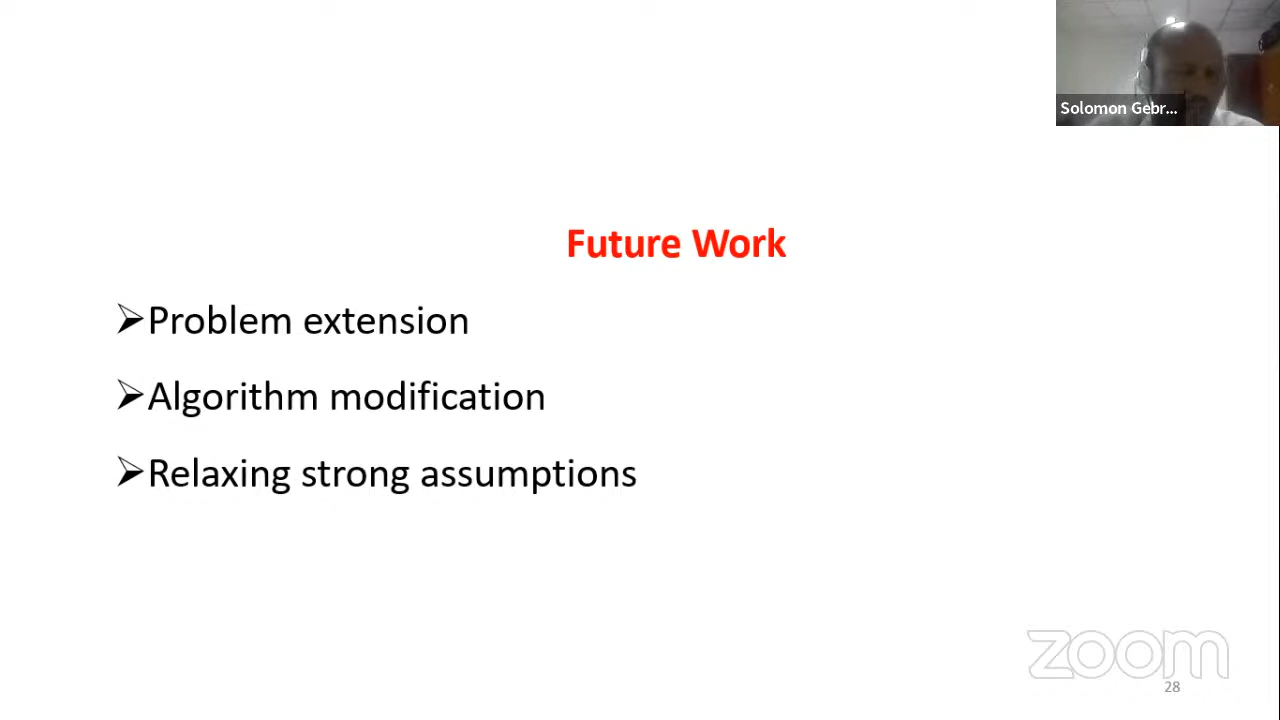 Solomon Gebr...
Future Work
➢Problem extension
➢Algorithm modification
➢Relaxing strong assumptions
zoom
28